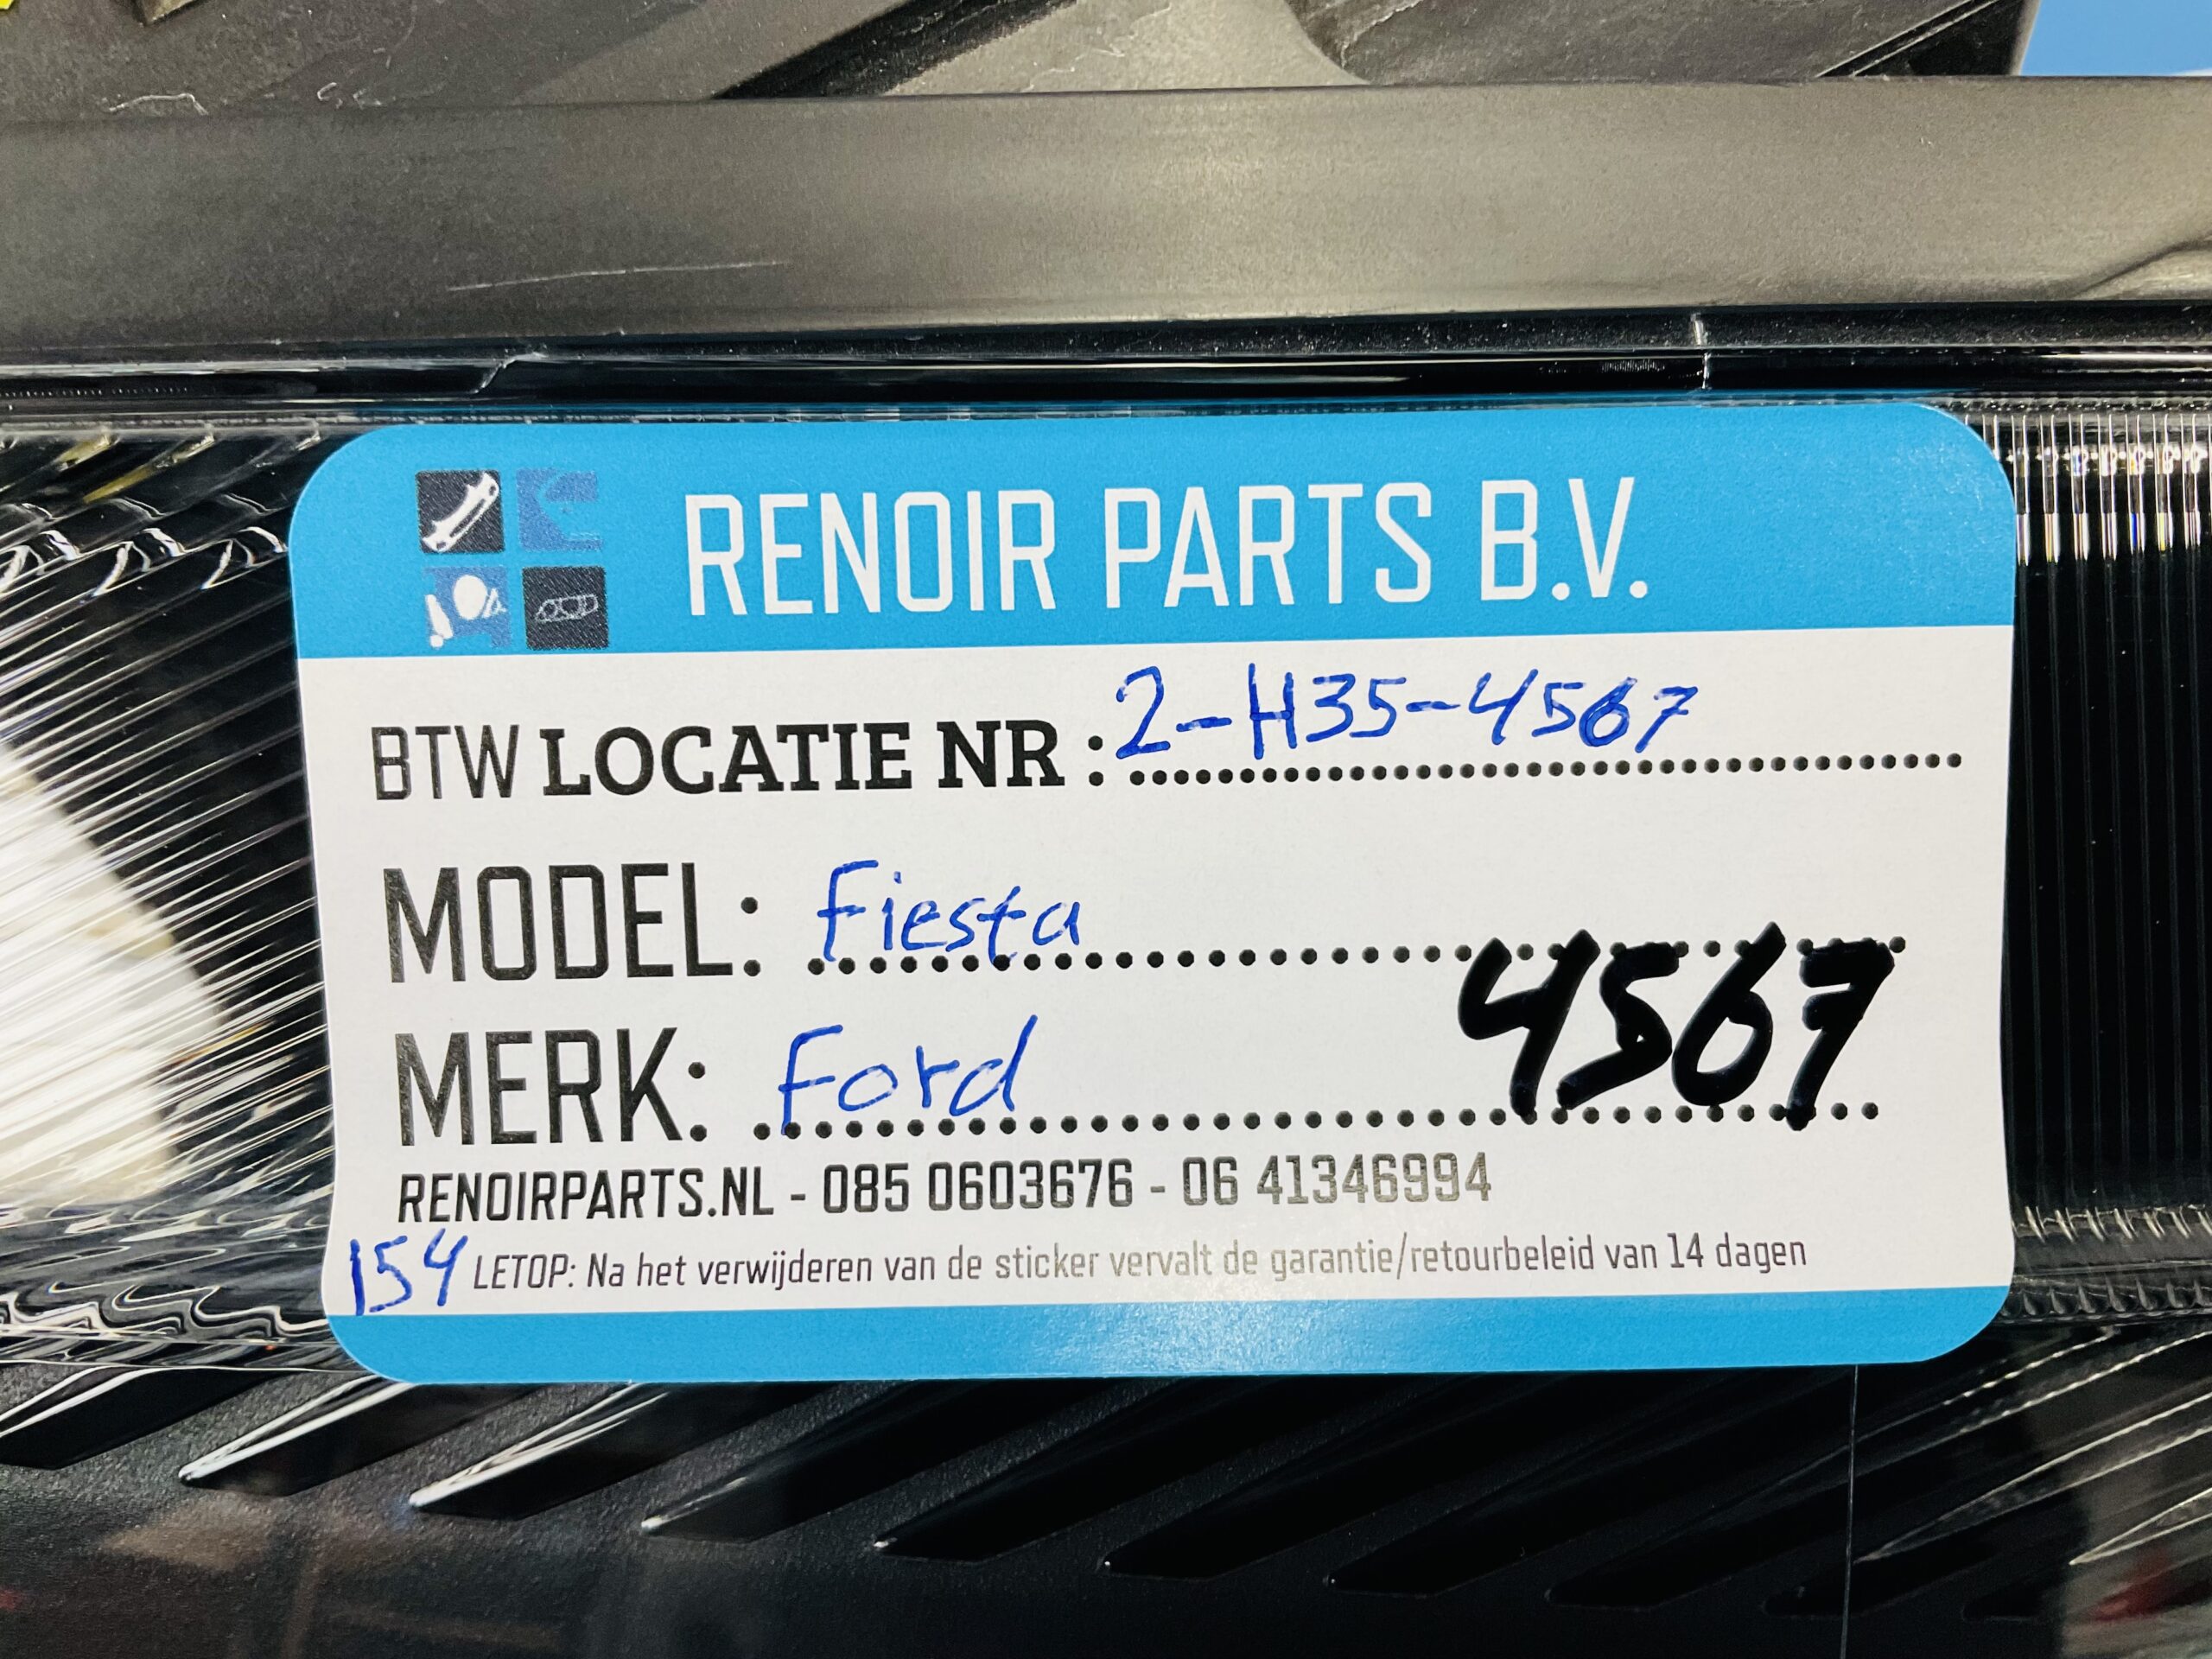 RENOIR PARTS B.V.
BTW LOCATIE NR : 2-H35-4567
MODEL: Fiesta
4567
MERK: Ford
RENOIRPARTS.NL - 085 0603676 - 06 41346994
154 LETOP: Na het verwijderen van de sticker vervalt de garantie/retourbeleid van 14 dagen